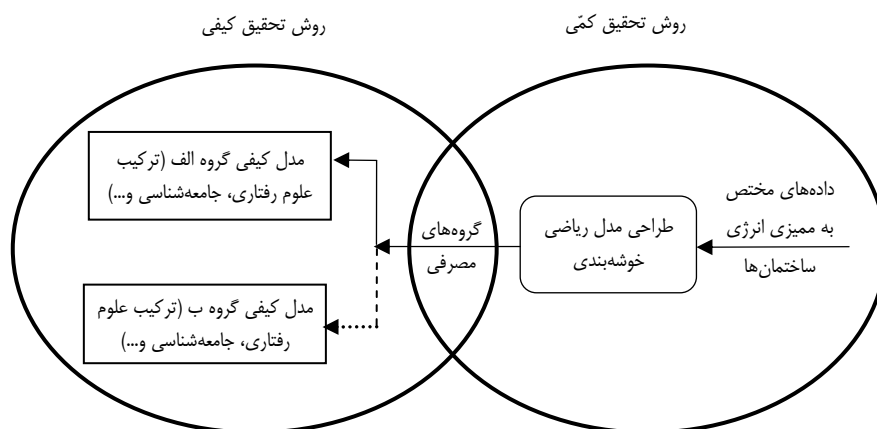 روش تحقیق کمّی
روش تحقیق کیفی
داده‌های مختص
به ممیزی انرژی
ساختمان‌ها
طراحی مدل ریاضی
خوشه‌بندی
گروه‌های
مصرفی
مدل کیفی گروه الف (ترکیب
علوم رفتاری، جامعه‌شناسی و...)
مدل کیفی گروه ب (ترکیب علوم
رفتاری، جامعه‌شناسی و...)